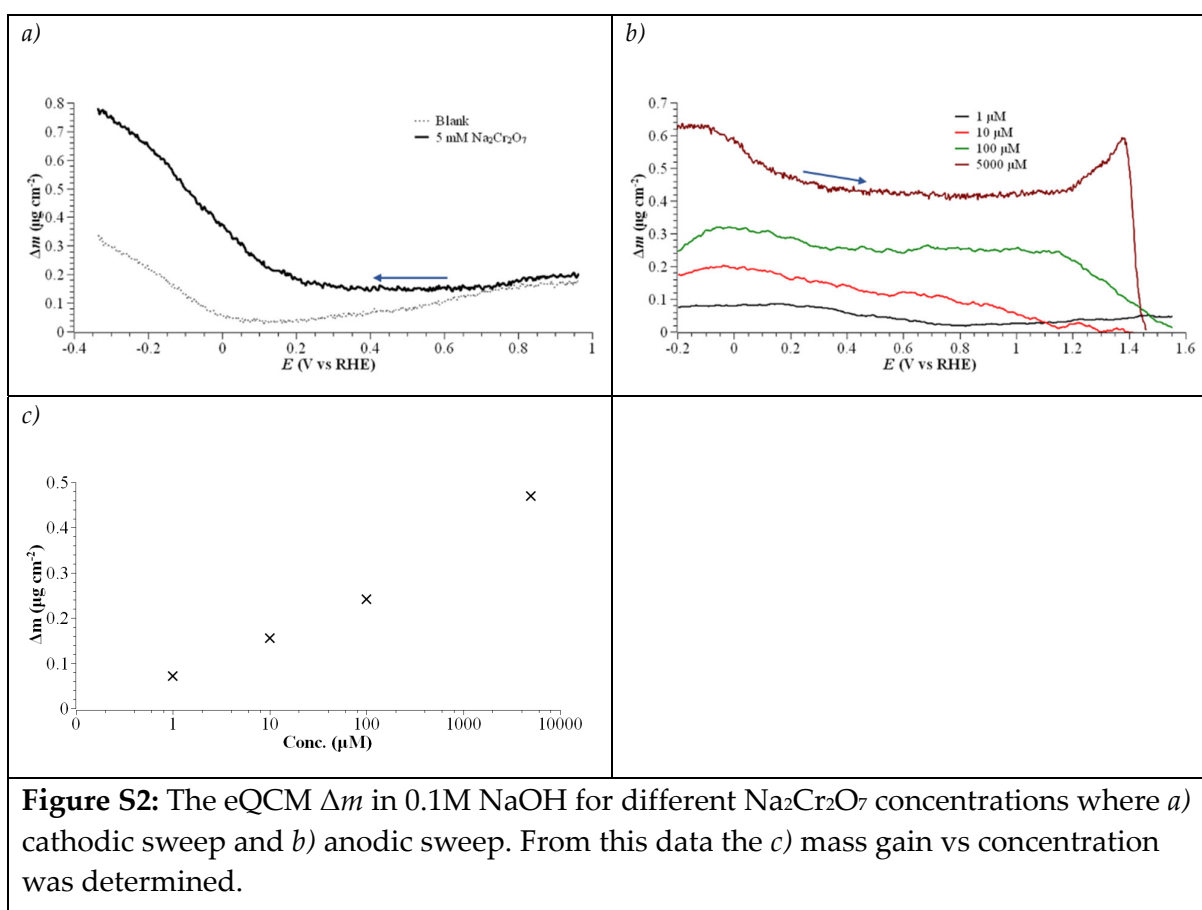 a)
0.8
0.7
0.6
0.5
0.4
0.3
0.2
0.1
0
Δm (µg cm⁻²)
Blank
5 mM Na₂Cr₂O₇
-0.4 -0.2 0 0.2 0.4 0.6 0.8 1
E (V vs RHE)
b)
0.7
0.6
0.5
0.4
0.3
0.2
0.1
0
Δm (µg cm⁻²)
1 µM
10 µM
100 µM
5000 µM
-0.2 0 0.2 0.4 0.6 0.8 1 1.2 1.4 1.6
E (V vs RHE)
c)
0.5
0.4
0.3
0.2
0.1
0
Δm (µg cm⁻²)
0 1 10 100 1000 10000
Conc. (µM)
Figure S2: The eQCM Δm in 0.1M NaOH for different Na₂Cr₂O₇ concentrations where a)
cathodic sweep and b) anodic sweep. From this data the c) mass gain vs concentration
was determined.